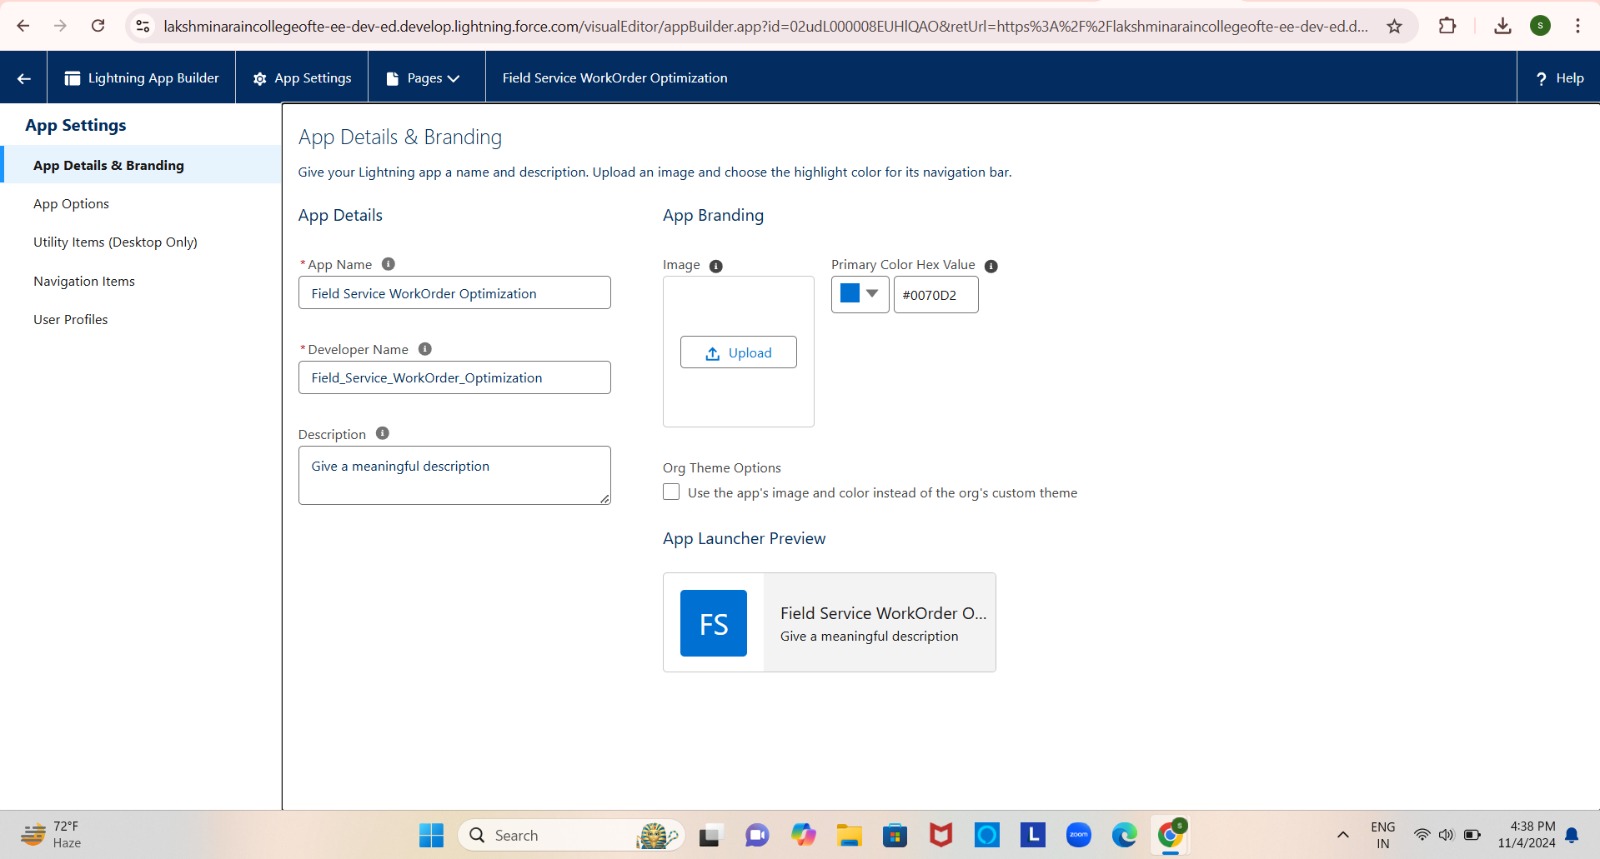 lakshminaraincollegeofte-ee-dev-ed.develop.lightning.force.com/visualEditor/appBuilder.app?id=02udL000008EUHlQAO&retUrl=https%3A%2F%2Flakshminaraincollegeofte-ee-dev-ed.d...
S
Lightning App Builder
App Settings
Pages
Field Service WorkOrder Optimization
? Help
App Settings
App Details & Branding
App Options
Utility Items (Desktop Only)
Navigation Items
User Profiles
App Details & Branding
Give your Lightning app a name and description. Upload an image and choose the highlight color for its navigation bar.
App Details
*App Name
Field Service WorkOrder Optimization
*Developer Name
Field_Service_WorkOrder_Optimization
Description
Give a meaningful description
App Branding
Image
Upload
Primary Color Hex Value
#0070D2
Org Theme Options
Use the app's image and color instead of the org's custom theme
App Launcher Preview
FS
Field Service WorkOrder O...
Give a meaningful description
72°F
Haze
Search
L
zoom
S
ENG
IN
4:38 PM
11/4/2024